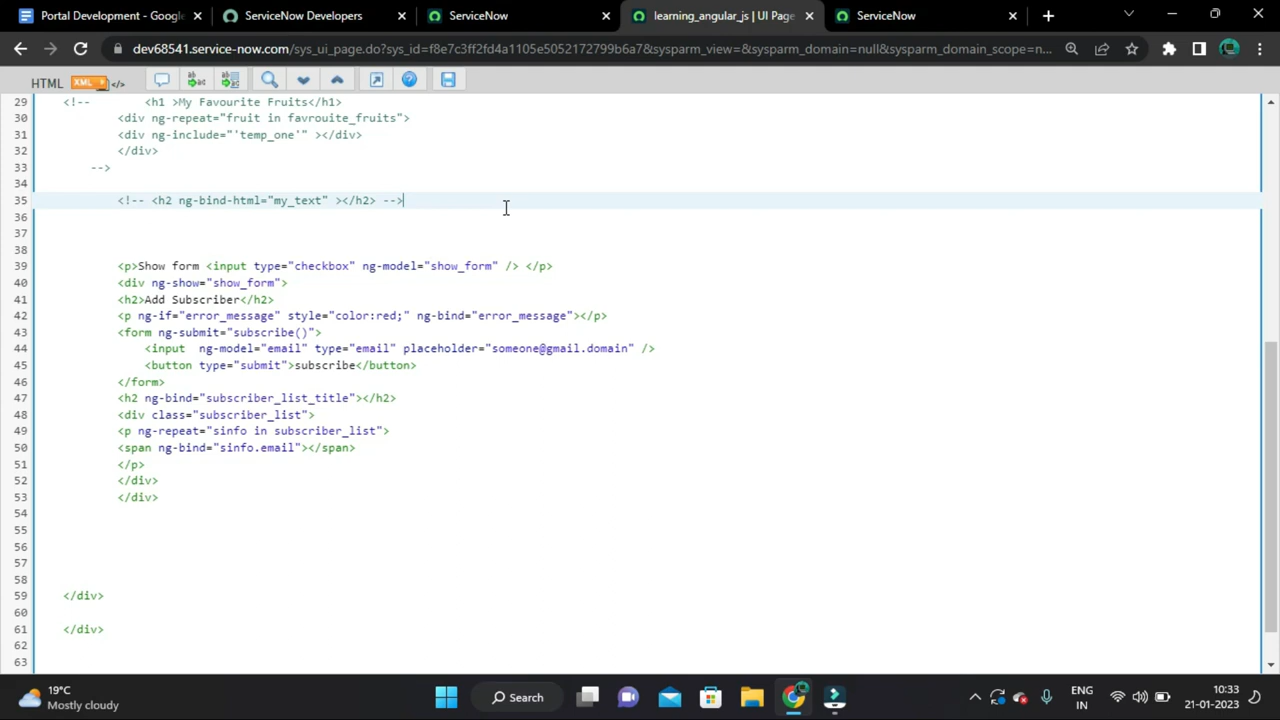 Portal Development - Google
ServiceNow Developers
ServiceNow
learning_angular_js | UI Page
ServiceNow
dev68541.service-now.com/sys_ui_page.do?sys_id=f8e7c3ff2fd4a1105e5052172799b6a7&sysparm_view=&sysparm_domain=null&sysparm_domain_scope=n...
HTML XML
29 <!-- <h1 >My Favourite Fruits</h1>
30 <div ng-repeat="fruit in favrouite_fruits">
31 <div ng-include="'temp_one'" ></div>
32 </div>
33 -->
34
35 <!-- <h2 ng-bind-html="my_text" ></h2> -->
36
37
38
39 <p>Show form <input type="checkbox" ng-model="show_form" /> </p>
40 <div ng-show="show_form">
41 <h2>Add Subscriber</h2>
42 <p ng-if="error_message" style="color:red;" ng-bind="error_message"></p>
43 <form ng-submit="subscribe()">
44 <input  ng-model="email" type="email" placeholder="someone@gmail.domain" />
45 <button type="submit">subscribe</button>
46 </form>
47 <h2 ng-bind="subscriber_list_title"></h2>
48 <div class="subscriber_list">
49 <p ng-repeat="sinfo in subscriber_list">
50 <span ng-bind="sinfo.email"></span>
51 </p>
52 </div>
53 </div>
54
55
56
57
58
59 </div>
60
61 </div>
62
63
19°C
Mostly cloudy
Search
ENG
IN
10:33
21-01-2023